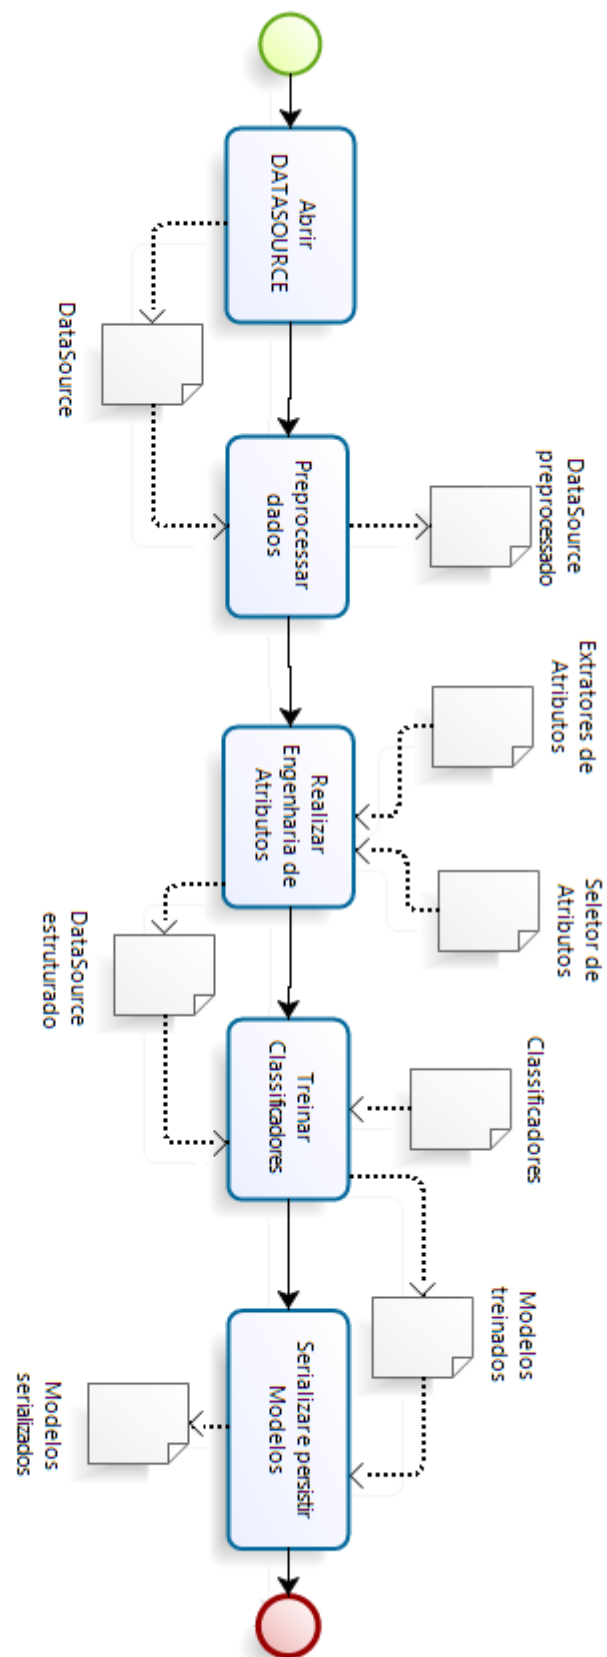 Abrir
DATASOURCE
DataSource
Preprocessar
dados
DataSource
preprocessado
Extratores de
Atributos
Seletor de
Atributos
Realizar
Engenharia de
Atributos
DataSource
estruturado
Treinar
Classificadores
Classificadores
Modelos
treinados
Serializar e persistir
Modelos
Modelos
serializados